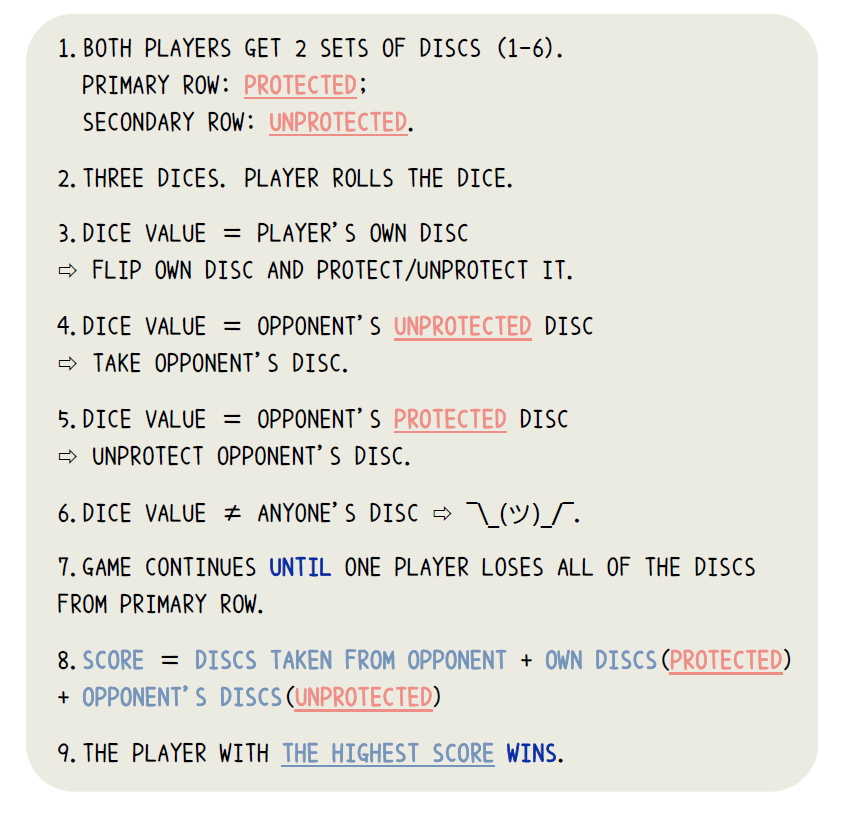 1. BOTH PLAYERS GET 2 SETS OF DISCS (1-6).
PRIMARY ROW: PROTECTED;
SECONDARY ROW: UNPROTECTED.
2. THREE DICES. PLAYER ROLLS THE DICE.
3. DICE VALUE = PLAYER'S OWN DISC
⇨ FLIP OWN DISC AND PROTECT/UNPROTECT IT.
4. DICE VALUE = OPPONENT'S UNPROTECTED DISC
⇨ TAKE OPPONENT'S DISC.
5. DICE VALUE = OPPONENT'S PROTECTED DISC
⇨ UNPROTECT OPPONENT'S DISC.
6. DICE VALUE ≠ ANYONE'S DISC ⇨ ¯\_(ツ)_/¯.
7. GAME CONTINUES UNTIL ONE PLAYER LOSES ALL OF THE DISCS
FROM PRIMARY ROW.
8. SCORE = DISCS TAKEN FROM OPPONENT + OWN DISCS(PROTECTED)
+ OPPONENT'S DISCS(UNPROTECTED)
9. THE PLAYER WITH THE HIGHEST SCORE WINS.